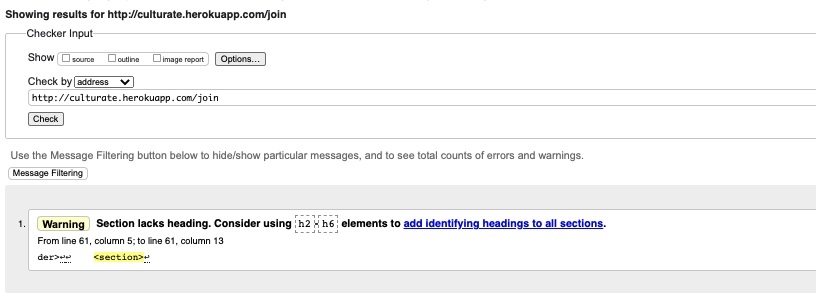 Showing results for http://culturate.herokuapp.com/join
Checker Input
Show source outline image report Options...
Check by address
http://culturate.herokuapp.com/join
Check
Use the Message Filtering button below to hide/show particular messages, and to see total counts of errors and warnings.
Message Filtering
1. Warning Section lacks heading. Consider using h2-h6 elements to add identifying headings to all sections.
From line 61, column 5; to line 61, column 13
der>↩↩ <section>↩